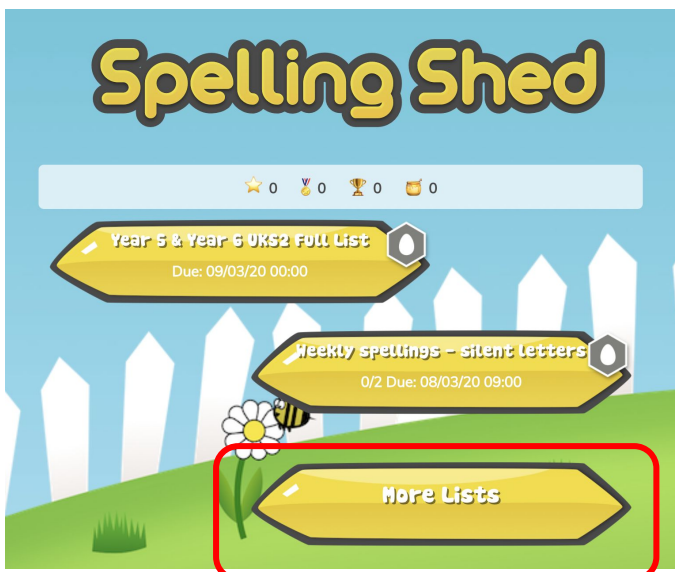 Spelling Shed
0 0 0 0
Year 5 & Year 6 UKS2 Full List
Due: 09/03/20 00:00
Weekly spellings - silent letters
0/2 Due: 08/03/20 09:00
More Lists